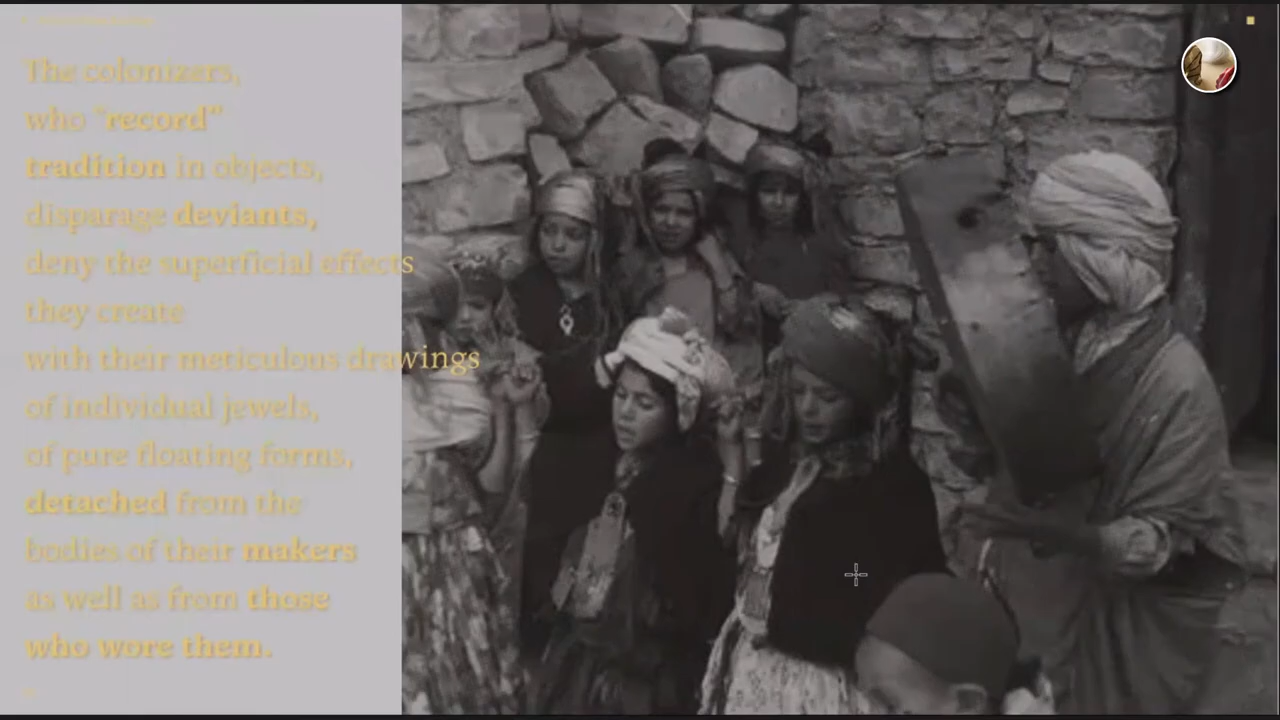 The colonizers,
who “record”
tradition in objects,
disparage deviants,
deny the superficial effects
they create
with their meticulous drawings
of individual jewels,
of pure floating forms,
detached from the
bodies of their makers
as well as from those
who wore them.